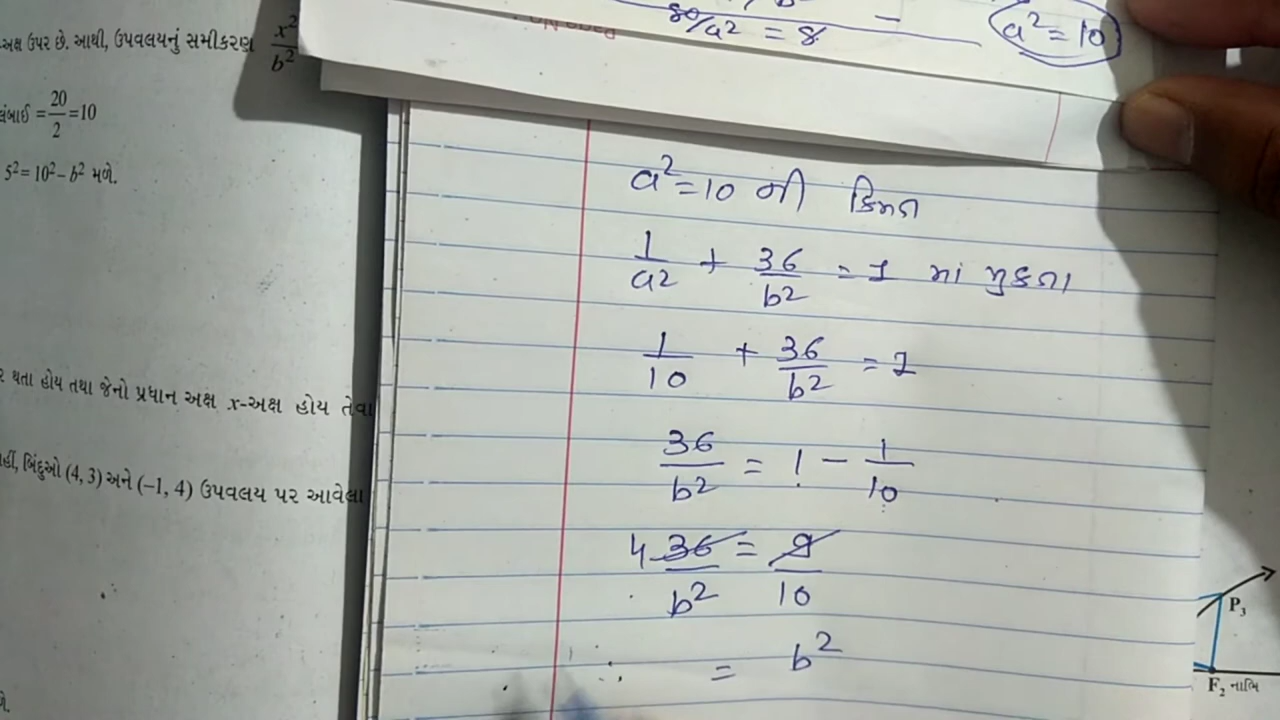 -અક્ષ ઉપર છે. આથી, ઉપવલયનું સમીકરણ x²/b²
લંબાઈ = 20/2 = 10
5² = 10² – b² મળે.
ર થતા હોય તથા જેનો પ્રધાન અક્ષ x-અક્ષ હોય તેવા
બિંદુઓ (4, 3) અને (–1, 4) ઉપવલય પર આવેલા
80/a² = 8
a² = 10
a² = 10 ની કિંમત
1/a² + 36/b² = 1 માં મુકતા
1/10 + 36/b² = 1
36/b² = 1 – 1/10
4 36/b² = 9/10
= b²
P₃
F₂ નાભિ